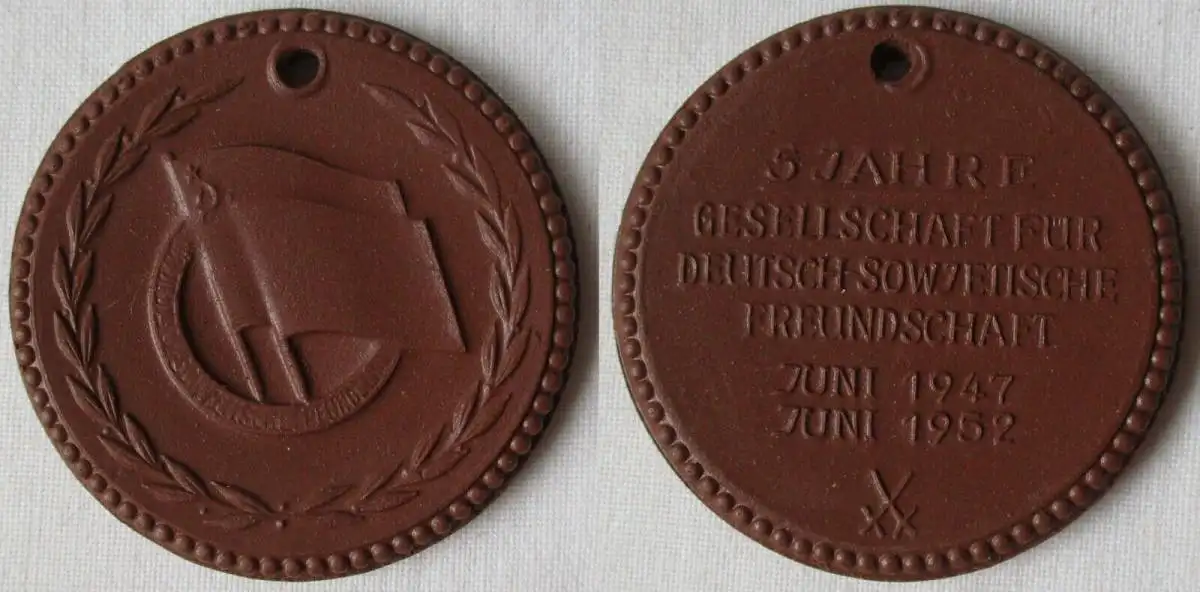 5 JAHRE
GESELLSCHAFT FÜR
DEUTSCH SOWJETISCHE
FREUNDSCHAFT
JUNI 1947
JUNI 1952